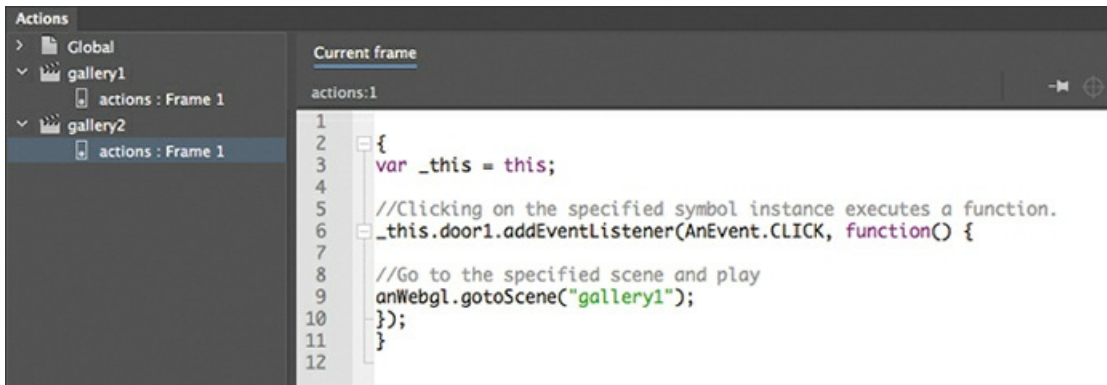 Actions
Global
gallery1
actions : Frame 1
gallery2
actions : Frame 1
Current frame
actions:1
1
2 {
3 var _this = this;
4
5 //Clicking on the specified symbol instance executes a function.
6 _this.door1.addEventListener(AnEvent.CLICK, function() {
7
8 //Go to the specified scene and play
9 anWebgl.gotoScene("gallery1");
10 });
11 }
12